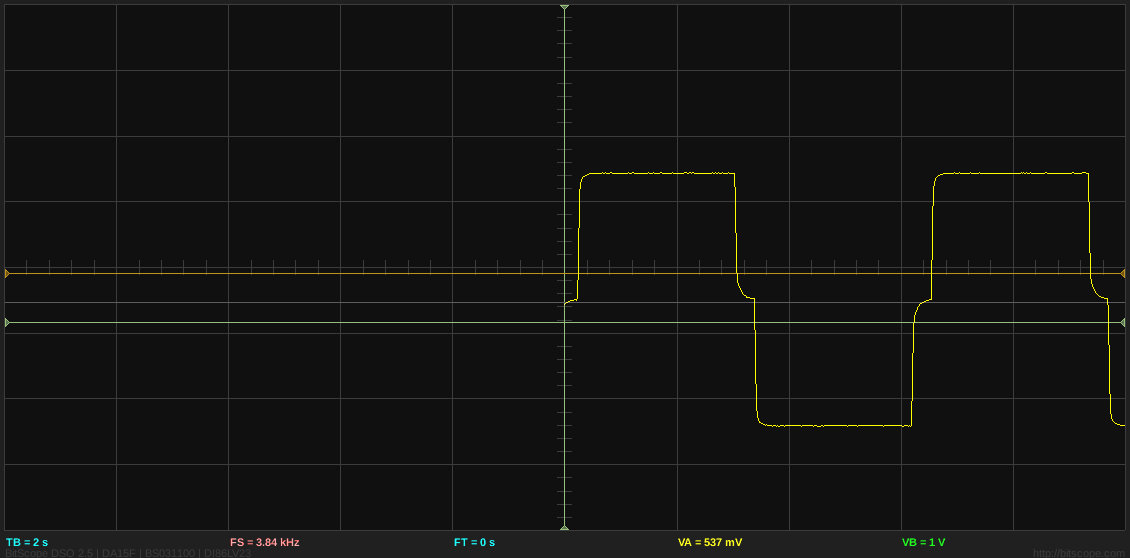 TB = 2 s FS = 3.84 kHz FT = 0 s VA = 537 mV VB = 1 V
BitScope DSO 2.5 | DA15F | BS031100 | DI86LV23 http://bitscope.com